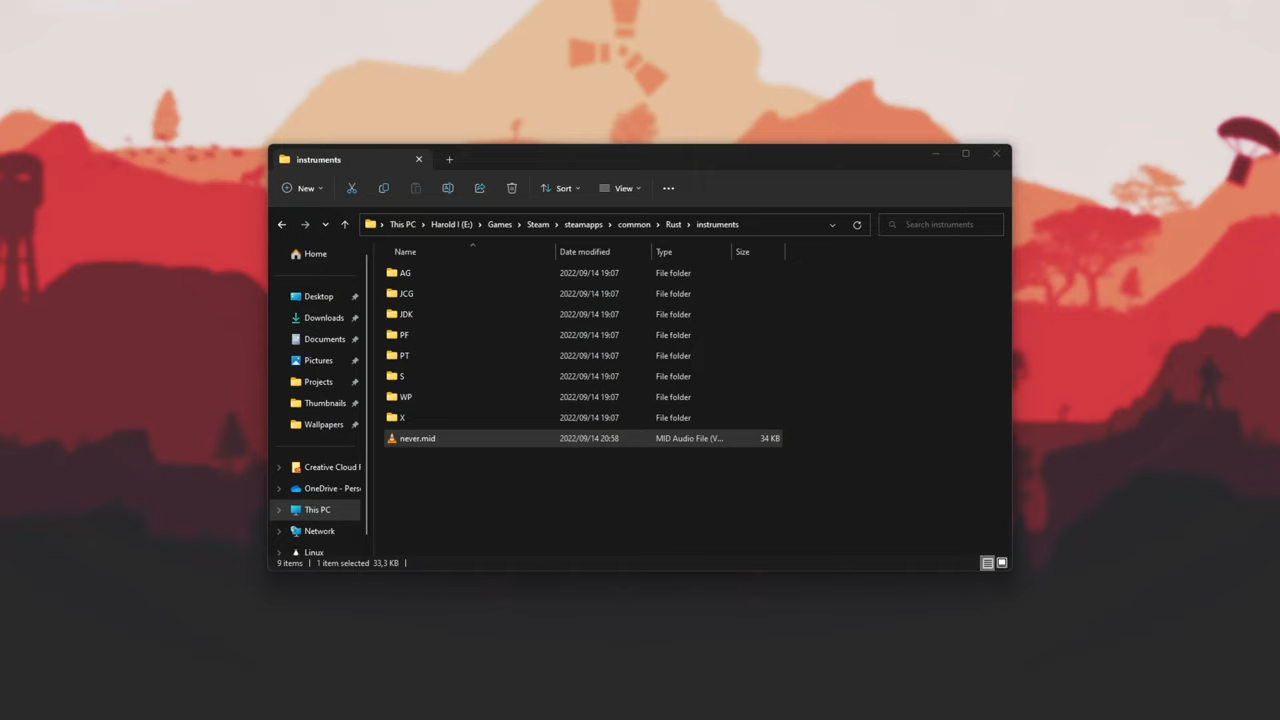 instruments
New
Sort
View
This PC
Harold I (E:)
Games
Steam
steamapps
common
Rust
instruments
Search instruments
Name
Date modified
Type
Size
Home
Desktop
Downloads
Documents
Pictures
Projects
Thumbnails
Wallpapers
Creative Cloud F
OneDrive - Pers
This PC
Network
Linux
AG 2022/09/14 19:07 File folder
JCG 2022/09/14 19:07 File folder
JDK 2022/09/14 19:07 File folder
PF 2022/09/14 19:07 File folder
PT 2022/09/14 19:07 File folder
S 2022/09/14 19:07 File folder
WP 2022/09/14 19:07 File folder
X 2022/09/14 19:07 File folder
never.mid 2022/09/14 20:58 MID Audio File (V... 34 KB
9 items
1 item selected 33,3 KB